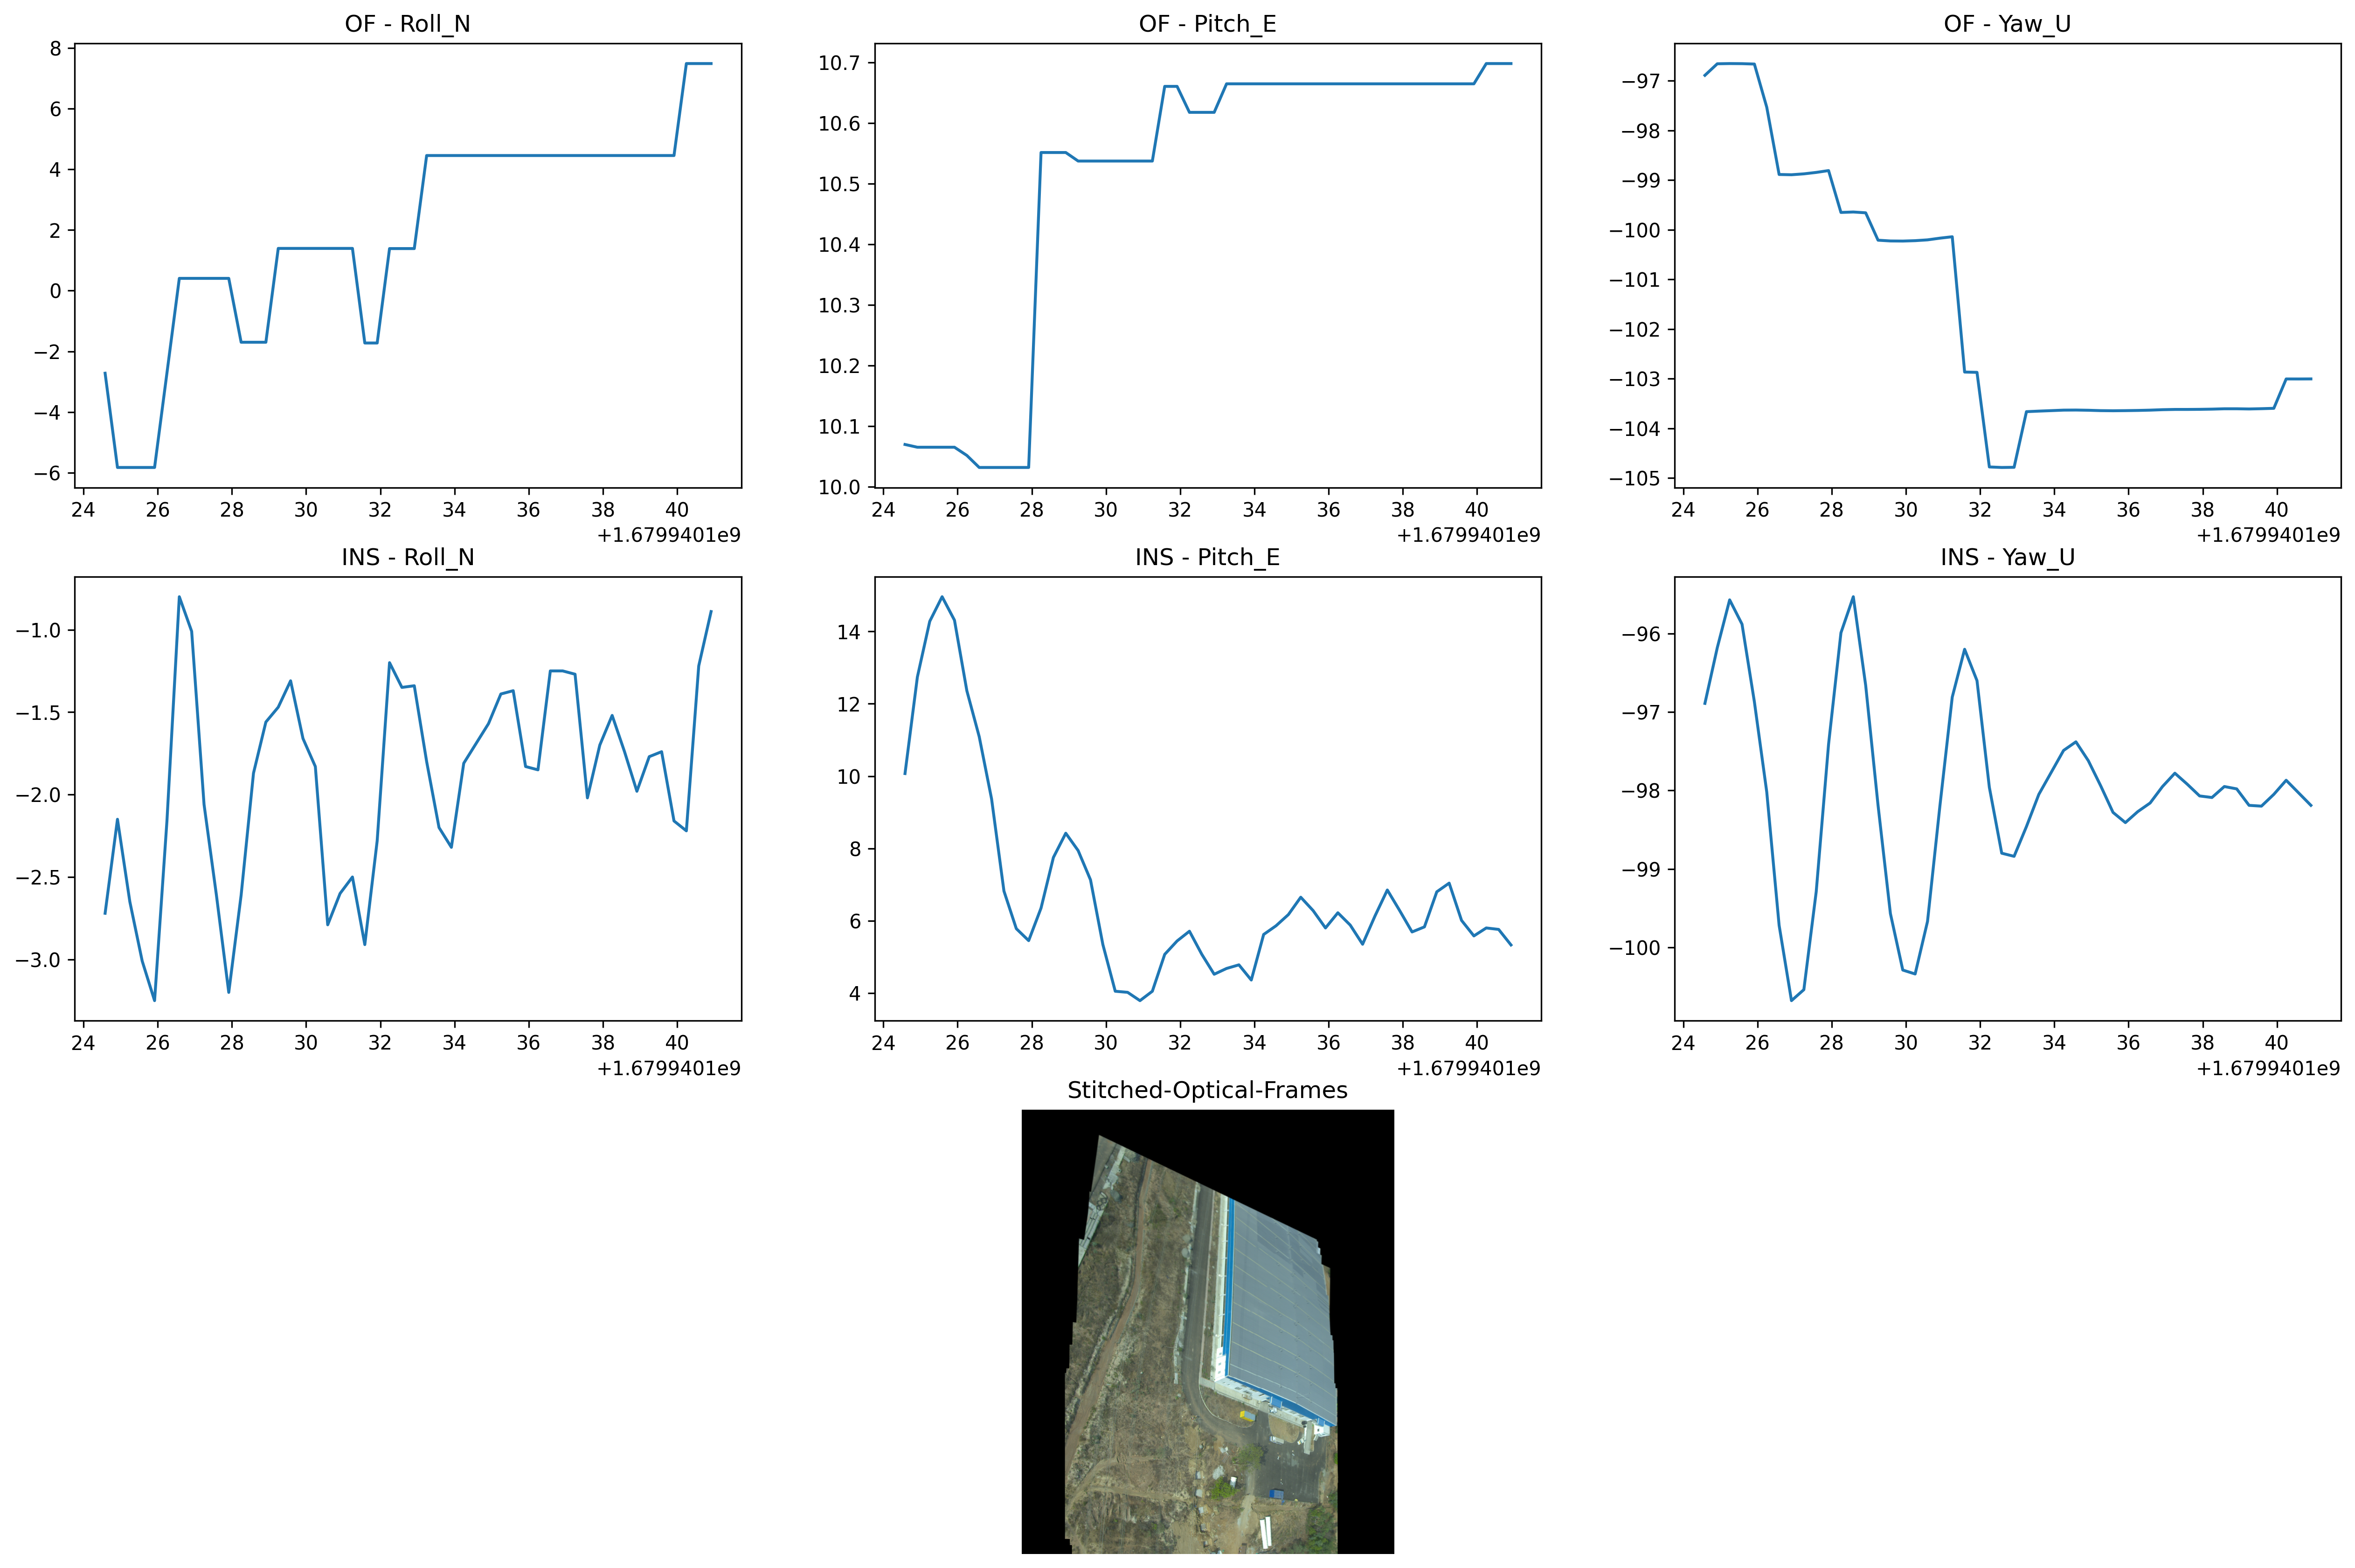 OF - Roll_N
8
6
4
2
0
−2
−4
−6
24 26 28 30 32 34 36 38 40
+1.6799401e9
OF - Pitch_E
10.7
10.6
10.5
10.4
10.3
10.2
10.1
10.0
24 26 28 30 32 34 36 38 40
+1.6799401e9
OF - Yaw_U
−97
−98
−99
−100
−101
−102
−103
−104
−105
24 26 28 30 32 34 36 38 40
+1.6799401e9
INS - Roll_N
−1.0
−1.5
−2.0
−2.5
−3.0
24 26 28 30 32 34 36 38 40
+1.6799401e9
INS - Pitch_E
14
12
10
8
6
4
24 26 28 30 32 34 36 38 40
+1.6799401e9
INS - Yaw_U
−96
−97
−98
−99
−100
24 26 28 30 32 34 36 38 40
+1.6799401e9
Stitched-Optical-Frames